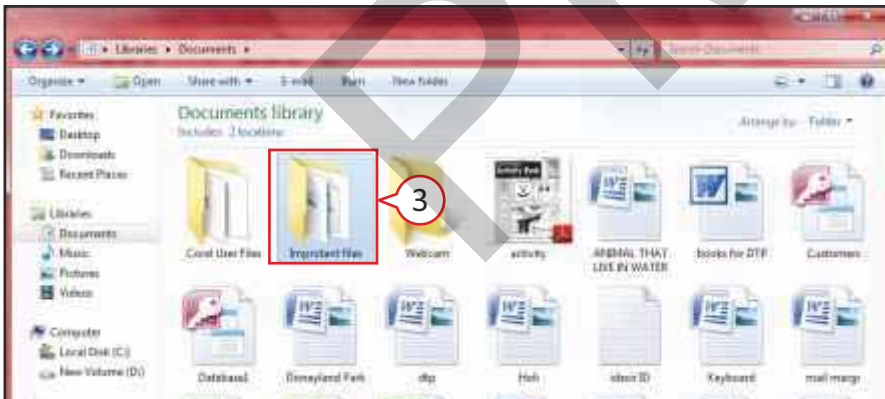 Libraries ▸ Documents ▸
Search Documents
Organize
Open
Share with
E-mail
Burn
New folder
Favorites
Desktop
Downloads
Recent Places
Libraries
Documents
Music
Pictures
Videos
Computer
Local Disk (C:)
New Volume (D:)
Documents library
Includes: 2 locations
Arrange by: Folder
3
Corel User Files
Improtant files
Webcam
activity
ANIMAL THAT
LIVE IN WATER
books for DTP
Customers
Database1
Disneyland Park
dtp
Holi
Keyboard
mail merge